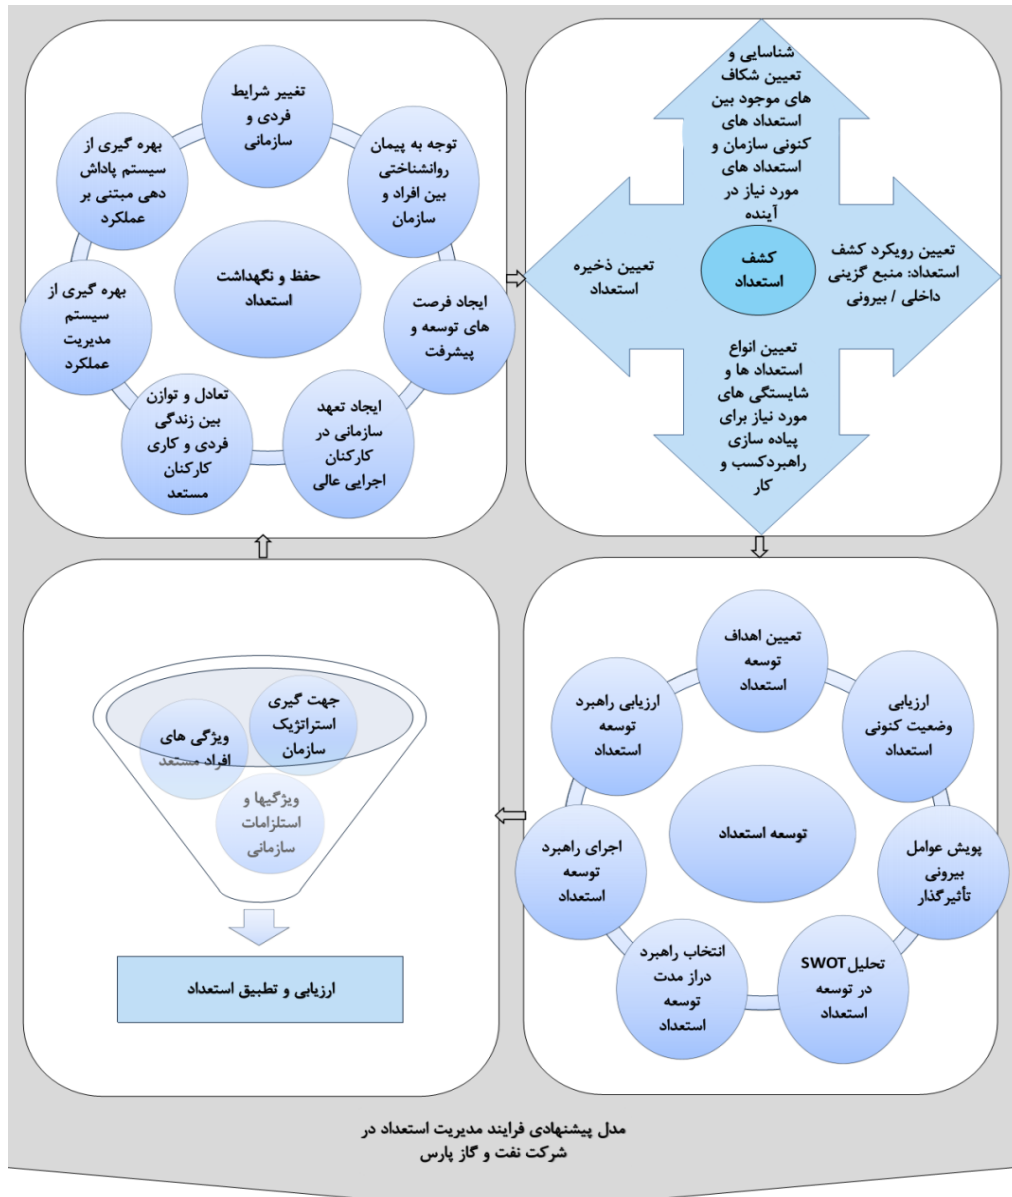 شناسایی و
تعیین شکاف
های موجود بین
استعداد های
کنونی سازمان و
استعداد های
مورد نیاز در
آینده
کشف
استعداد
تعیین رویکرد کشف
استعداد: منبع گزینی
داخلی / بیرونی
تعیین ذخیره
استعداد
تعیین انواع
استعداد ها و
شایستگی های
مورد نیاز برای
پیاده سازی
راهبردکسب و
کار
تغییر شرایط
فردی و
سازمانی
توجه به پیمان
روانشناختی
بین افراد و
سازمان
ایجاد فرصت
های توسعه و
پیشرفت
ایجاد تعهد
سازمانی در
کارکنان
اجرایی عالی
تعادل و توازن
بین زندگی
فردی و کاری
کارکنان
مستعد
بهره گیری از
سیستم
مدیریت
عملکرد
بهره گیری از
سیستم پاداش
دهی مبتنی بر
عملکرد
حفظ و نگهداشت
استعداد
تعیین اهداف
توسعه
استعداد
ارزیابی
وضعیت کنونی
استعداد
پویش عوامل
بیرونی
تأثیرگذار
تحلیلSWOT
در توسعه
استعداد
انتخاب راهبرد
دراز مدت
توسعه
استعداد
اجرای راهبرد
توسعه
استعداد
ارزیابی راهبرد
توسعه
استعداد
توسعه استعداد
جهت گیری
استراتژیک
سازمان
ویژگی های
افراد مستعد
ویژگیها و
استلزامات
سازمانی
ارزیابی و تطبیق استعداد
مدل پیشنهادی فرایند مدیریت استعداد در
شرکت نفت و گاز پارس